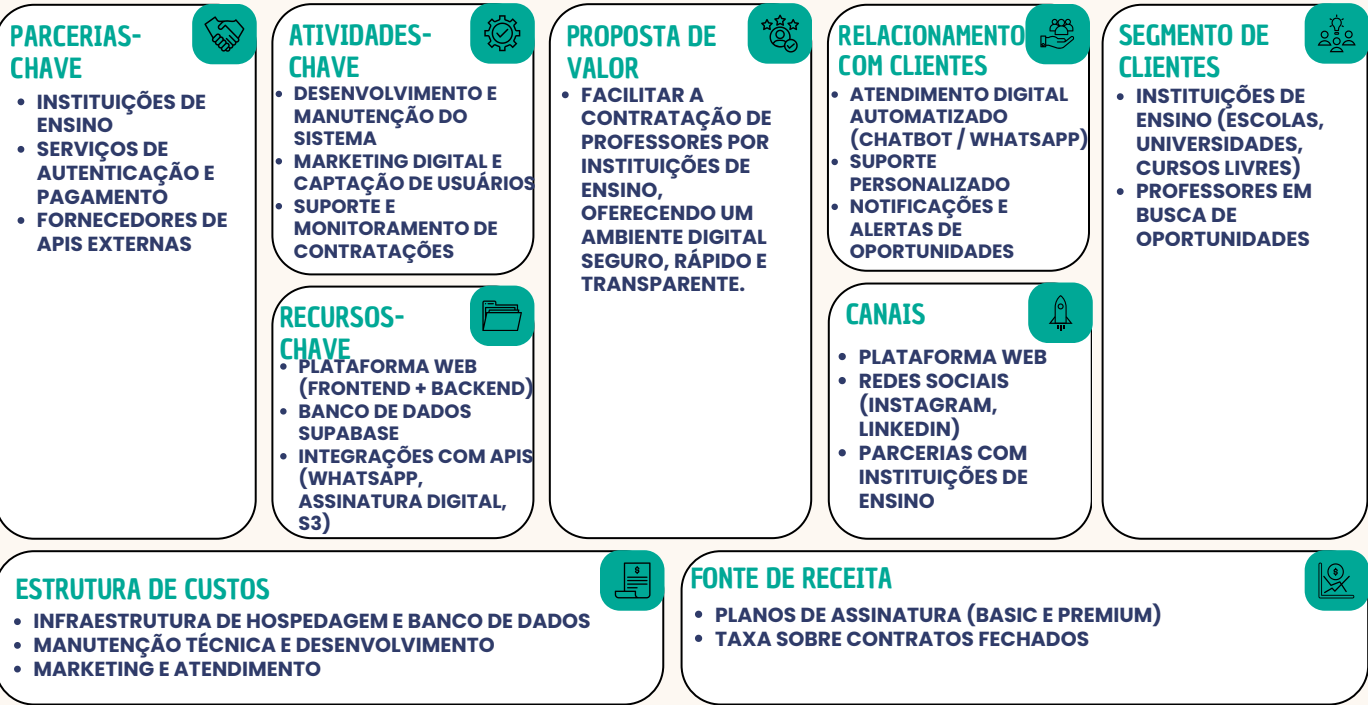 PARCERIAS-
CHAVE
• INSTITUIÇÕES DE
ENSINO
• SERVIÇOS DE
AUTENTICAÇÃO E
PAGAMENTO
• FORNECEDORES DE
APIS EXTERNAS
ATIVIDADES-
CHAVE
• DESENVOLVIMENTO E
MANUTENÇÃO DO
SISTEMA
• MARKETING DIGITAL E
CAPTAÇÃO DE USUÁRIOS
• SUPORTE E
MONITORAMENTO DE
CONTRATAÇÕES
RECURSOS-
CHAVE
• PLATAFORMA WEB
(FRONTEND + BACKEND)
• BANCO DE DADOS
SUPABASE
• INTEGRAÇÕES COM APIS
(WHATSAPP,
ASSINATURA DIGITAL,
S3)
PROPOSTA DE
VALOR
• FACILITAR A
CONTRATAÇÃO DE
PROFESSORES POR
INSTITUIÇÕES DE
ENSINO,
OFERECENDO UM
AMBIENTE DIGITAL
SEGURO, RÁPIDO E
TRANSPARENTE.
RELACIONAMENTO
COM CLIENTES
• ATENDIMENTO DIGITAL
AUTOMATIZADO
(CHATBOT / WHATSAPP)
• SUPORTE
PERSONALIZADO
• NOTIFICAÇÕES E
ALERTAS DE
OPORTUNIDADES
CANAIS
• PLATAFORMA WEB
• REDES SOCIAIS
(INSTAGRAM,
LINKEDIN)
• PARCERIAS COM
INSTITUIÇÕES DE
ENSINO
SEGMENTO DE
CLIENTES
• INSTITUIÇÕES DE
ENSINO (ESCOLAS,
UNIVERSIDADES,
CURSOS LIVRES)
• PROFESSORES EM
BUSCA DE
OPORTUNIDADES
ESTRUTURA DE CUSTOS
• INFRAESTRUTURA DE HOSPEDAGEM E BANCO DE DADOS
• MANUTENÇÃO TÉCNICA E DESENVOLVIMENTO
• MARKETING E ATENDIMENTO
FONTE DE RECEITA
• PLANOS DE ASSINATURA (BASIC E PREMIUM)
• TAXA SOBRE CONTRATOS FECHADOS